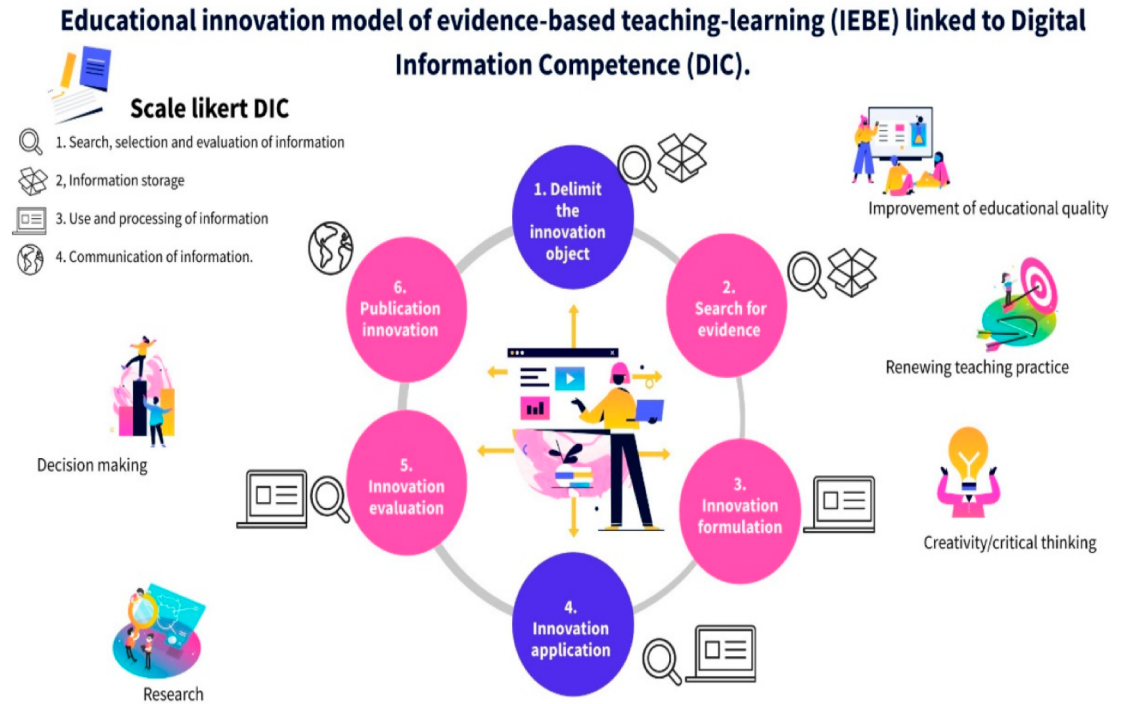 Educational innovation model of evidence-based teaching-learning (IEBE) linked to Digital
Information Competence (DIC).
Scale likert DIC
1. Search, selection and evaluation of information
2, Information storage
3. Use and processing of information
4. Communication of information.
1. Delimit
the
innovation
object
2.
Search for
evidence
3.
Innovation
formulation
4.
Innovation
application
5.
Innovation
evaluation
6.
Publication
innovation
Improvement of educational quality
Renewing teaching practice
Creativity/critical thinking
Decision making
Research